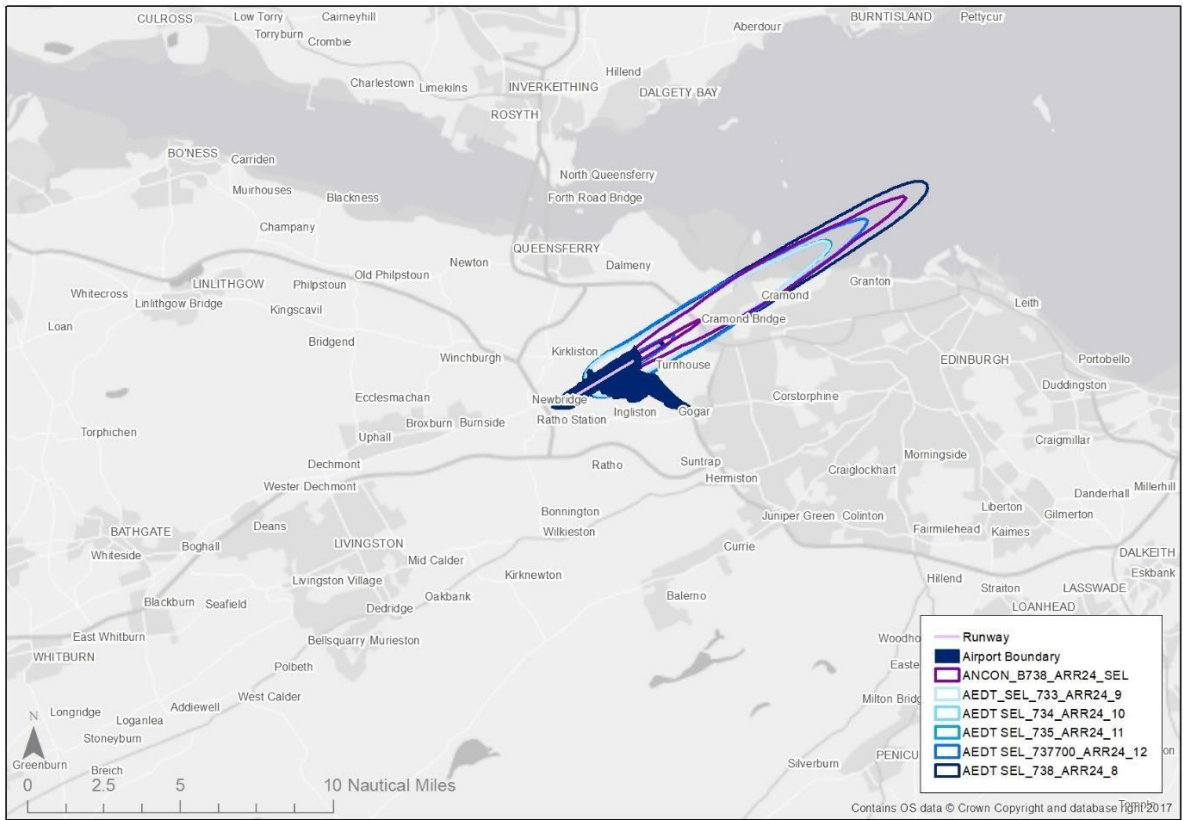 CULROSS
Low Torry
Cairneyhill
Torryburn
Crombie
BURNTISLAND
Pettycur
Aberdour
Charlestown
Limekilns
INVERKEITHING
Hillend
ROSYTH
DALGETY BAY
BO'NESS
Carriden
Muirhouses
Blackness
North Queensferry
Forth Road Bridge
Champany
QUEENSFERRY
Newton
Dalmeny
Old Philpstoun
LINLITHGOW
Philpstoun
Whitecross
Linlithgow Bridge
Kingscavil
Loan
Bridgend
Winchburgh
Kirkliston
Granton
Cramond
Leith
Cramond Bridge
Turnhouse
EDINBURGH
Portobello
Duddingston
Ecclesmachan
Newbridge
Corstorphine
Ratho Station
Ingliston
Gogar
Broxburn
Burnside
Torphichen
Uphall
Craigmillar
Dechmont
Ratho
Suntrap
Hermiston
Craiglockhart
Morningside
Wester Dechmont
Danderhall
Millerhill
Bonnington
Juniper Green
Colinton
Liberton
Gilmerton
BATHGATE
Deans
Wilkieston
Fairmilehead
Kaimes
Whiteside
Boghall
LIVINGSTON
Mid Calder
Currie
DALKEITH
Livingston Village
Kirknewton
Hillend
Straiton
Eskbank
LASSWADE
Blackburn
Seafield
Dedridge
Oakbank
Balerno
LOANHEAD
East Whitburn
Bellsquarry
Murieston
WHITBURN
Polbeth
West Calder
Longridge
Loganlea
Addiewell
Stoneyburn
Greenburn
Breich
Silverburn
Milton Bridg
PENICU
Woodho
Easte
N
0 2.5 5 10 Nautical Miles
Runway
Airport Boundary
ANCON_B738_ARR24_SEL
AEDT_SEL_733_ARR24_9
AEDT SEL_734_ARR24_10
AEDT SEL_735_ARR24_11
AEDT SEL_737700_ARR24_12
AEDT SEL_738_ARR24_8
Contains OS data © Crown Copyright and database right 2017